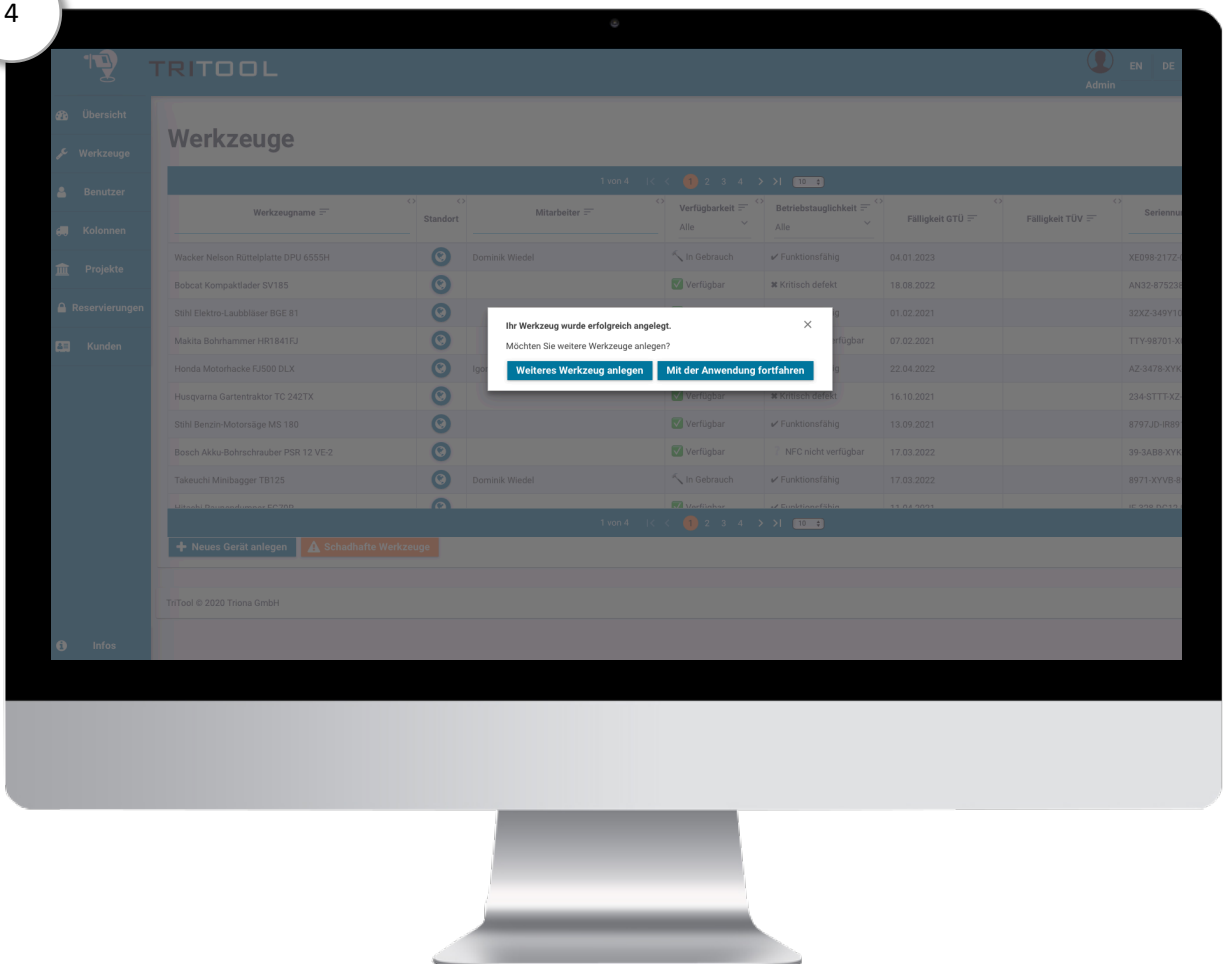 4
TRITOOL
Admin
EN DE
Übersicht
Werkzeuge
Benutzer
Kolonnen
Projekte
Reservierungen
Kunden
Infos
Werkzeuge
1 von 4 |< < 1 2 3 4 > >| 10
Werkzeugname Standort Mitarbeiter Verfügbarkeit Betriebstauglichkeit Fälligkeit GTÜ Fälligkeit TÜV
Alle Alle
Wacker Nelson Rüttelplatte DPU 6555H Dominik Wiedel In Gebrauch Funktionsfähig 04.01.2023
Bobcat Kompaktlader SV185 Verfügbar Kritisch defekt 18.08.2022
Stihl Elektro-Laubbläser BGE 81 01.02.2021
Makita Bohrhammer HR1841FJ 07.02.2021
Honda Motorhacke FJ500 DLX 22.04.2022
Husqvarna Gartentraktor TC 242TX Verfügbar Kritisch defekt 16.10.2021
Stihl Benzin-Motorsäge MS 180 Verfügbar Funktionsfähig 13.09.2021
Bosch Akku-Bohrschrauber PSR 12 VE-2 Verfügbar ? NFC nicht verfügbar 17.03.2022
Takeuchi Minibagger TB125 Dominik Wiedel In Gebrauch Funktionsfähig 17.03.2022
Ihr Werkzeug wurde erfolgreich angelegt.
Möchten Sie weitere Werkzeuge anlegen?
Weiteres Werkzeug anlegen Mit der Anwendung fortfahren
1 von 4 |< < 1 2 3 4 > >| 10
+ Neues Gerät anlegen Schadhafte Werkzeuge
TriTool © 2020 Triona GmbH